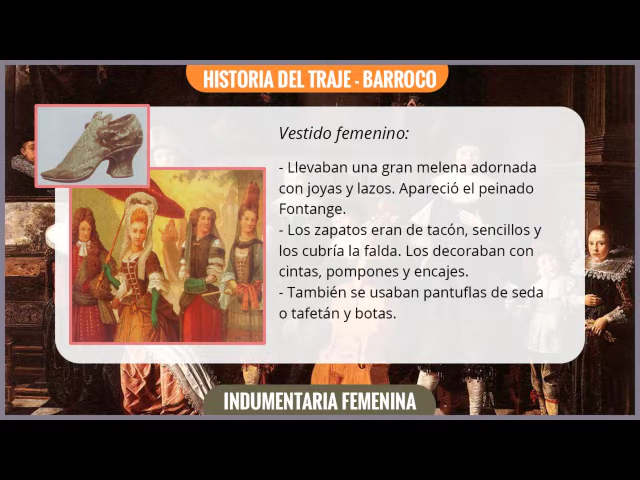 HISTORIA DEL TRAJE - BARROCO
Vestido femenino:
- Llevaban una gran melena adornada
con joyas y lazos. Apareció el peinado
Fontange.
- Los zapatos eran de tacón, sencillos y
los cubría la falda. Los decoraban con
cintas, pompones y encajes.
- También se usaban pantuflas de seda
o tafetán y botas.
INDUMENTARIA FEMENINA